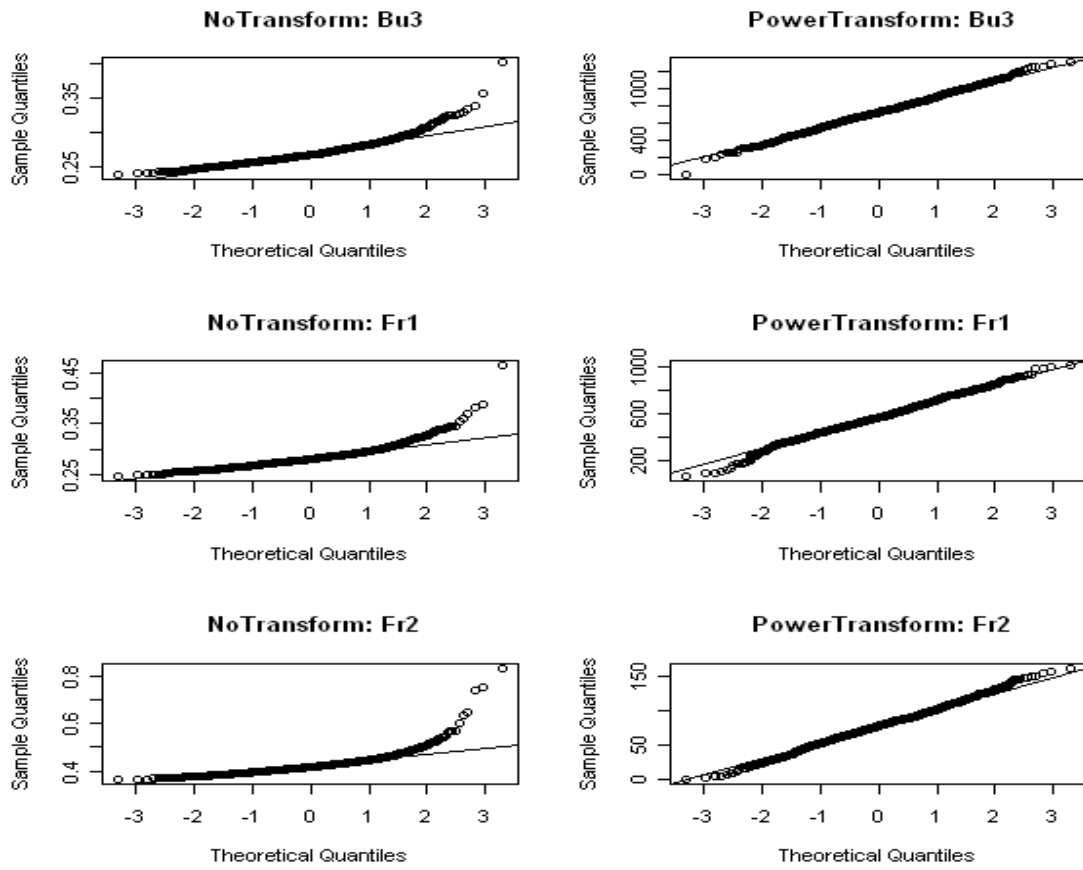 NoTransform: Bu3
Sample Quantiles
0.25 0.35
-3 -2 -1 0 1 2 3
Theoretical Quantiles
PowerTransform: Bu3
Sample Quantiles
0 400 1000
-3 -2 -1 0 1 2 3
Theoretical Quantiles
NoTransform: Fr1
Sample Quantiles
0.25 0.35 0.45
-3 -2 -1 0 1 2 3
Theoretical Quantiles
PowerTransform: Fr1
Sample Quantiles
200 600 1000
-3 -2 -1 0 1 2 3
Theoretical Quantiles
NoTransform: Fr2
Sample Quantiles
0.4 0.6 0.8
-3 -2 -1 0 1 2 3
Theoretical Quantiles
PowerTransform: Fr2
Sample Quantiles
0 50 150
-3 -2 -1 0 1 2 3
Theoretical Quantiles